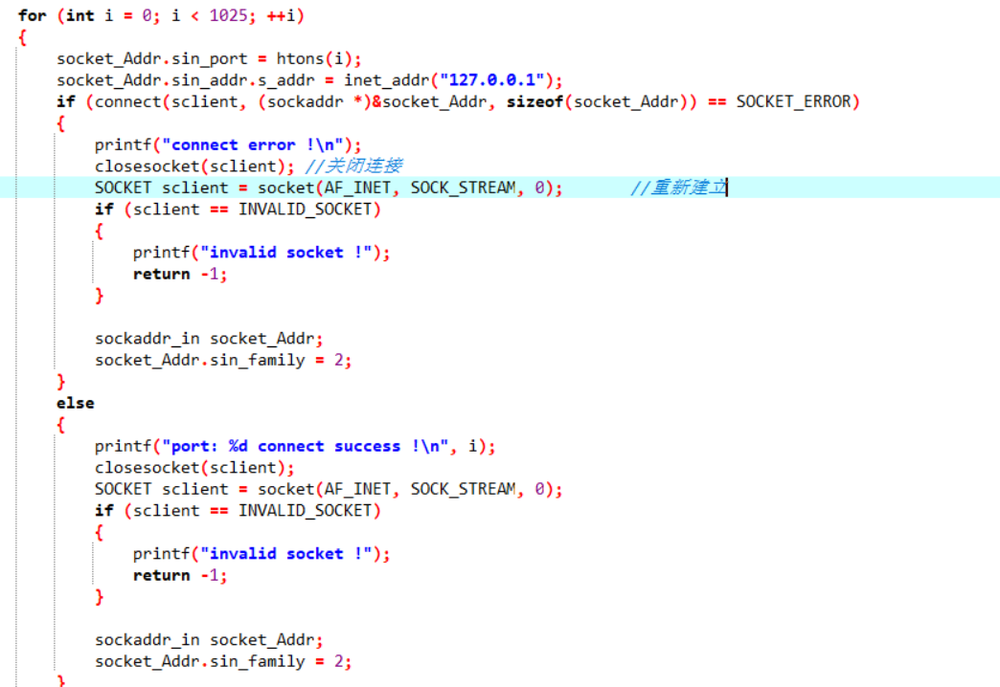 for (int i = 0; i < 1025; ++i)
{
socket_Addr.sin_port = htons(i);
socket_Addr.sin_addr.s_addr = inet_addr("127.0.0.1");
if (connect(sclient, (sockaddr *)&socket_Addr, sizeof(socket_Addr)) == SOCKET_ERROR)
{
printf("connect error !\n");
closesocket(sclient); //关闭连接
SOCKET sclient = socket(AF_INET, SOCK_STREAM, 0); //重新建立
if (sclient == INVALID_SOCKET)
{
printf("invalid socket !");
return -1;
}
sockaddr_in socket_Addr;
socket_Addr.sin_family = 2;
}
else
{
printf("port: %d connect success !\n", i);
closesocket(sclient);
SOCKET sclient = socket(AF_INET, SOCK_STREAM, 0);
if (sclient == INVALID_SOCKET)
{
printf("invalid socket !");
return -1;
}
sockaddr_in socket_Addr;
socket_Addr.sin_family = 2;
}